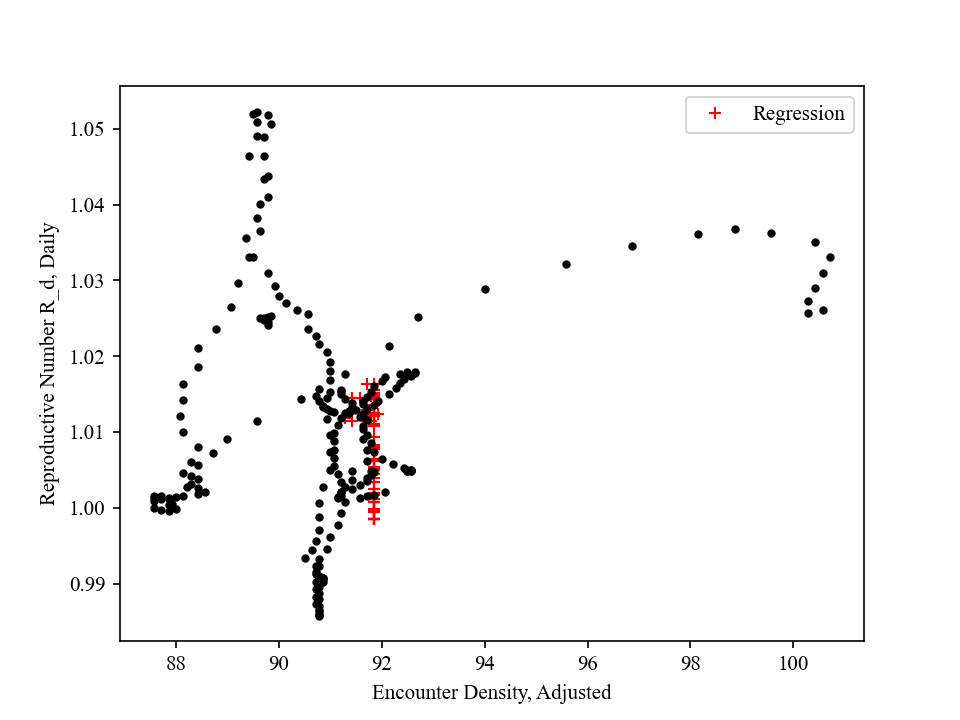 Regression
1.05
1.04
1.03
1.02
1.01
1.00
0.99
Reproductive Number R_d, Daily
88 90 92 94 96 98 100
Encounter Density, Adjusted